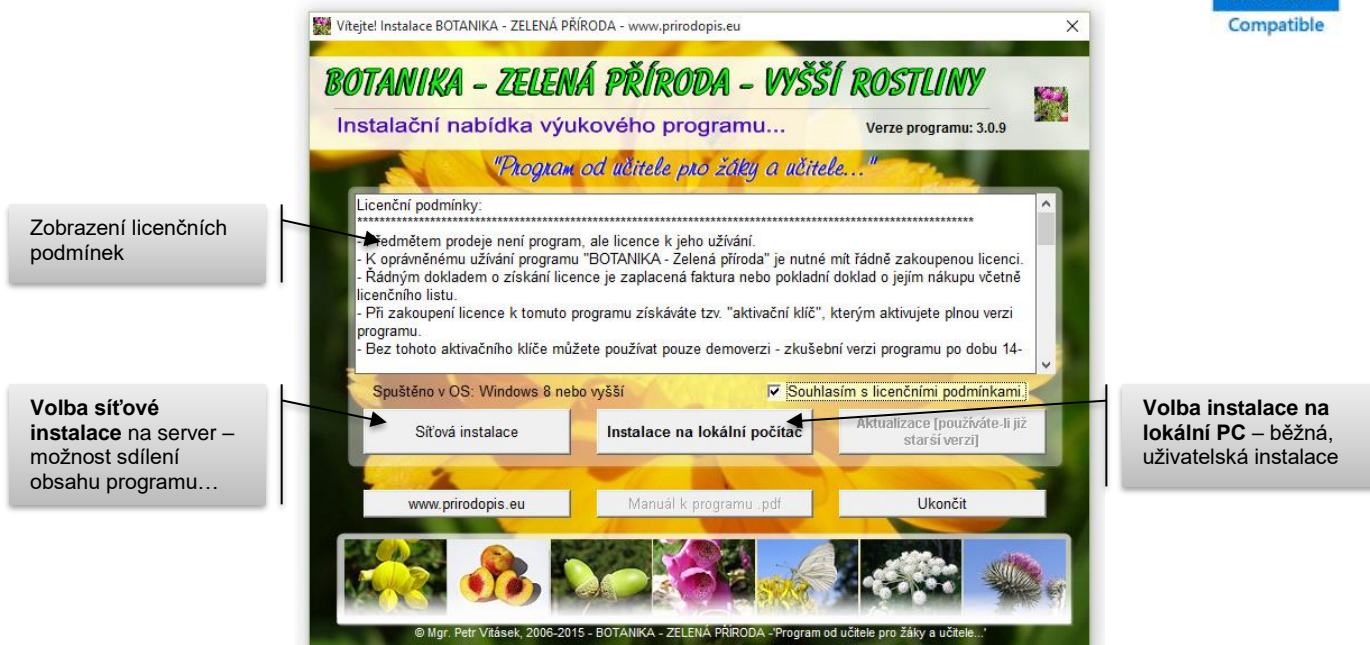 Compatible
Vítejte! Instalace BOTANIKA - ZELENÁ PŘÍRODA - www.prirodopis.eu
BOTANIKA - ZELENÁ PŘÍRODA - VYŠŠÍ ROSTLINY
Instalační nabídka výukového programu...
Verze programu: 3.0.9
"Program od učitele pro žáky a učitele..."
Zobrazení licenčních
podmínek
Licenční podmínky:
- Předmětem prodeje není program, ale licence k jeho užívání.
- K oprávněnému užívání programu "BOTANIKA - Zelená příroda" je nutné mít řádně zakoupenou licenci.
- Řádným dokladem o získání licence je zaplacená faktura nebo pokladní doklad o jejím nákupu včetně
licenčního listu.
- Při zakoupení licence k tomuto programu získáváte tzv. "aktivační klíč", kterým aktivujete plnou verzi
programu.
- Bez tohoto aktivačního klíče můžete používat pouze demoverzi - zkušební verzi programu po dobu 14-
Spuštěno v OS: Windows 8 nebo vyšší
Souhlasím s licenčními podmínkami.
Volba síťové
instalace na server –
možnost sdílení
obsahu programu…
Síťová instalace
Instalace na lokální počítač
Aktualizace [používáte-li již
starší verzi]
Volba instalace na
lokální PC – běžná,
uživatelská instalace
www.prirodopis.eu
Manuál k programu .pdf
Ukončit
© Mgr. Petr Vitásek, 2006-2015 - BOTANIKA - ZELENÁ PŘÍRODA -'Program od učitele pro žáky a učitele...'